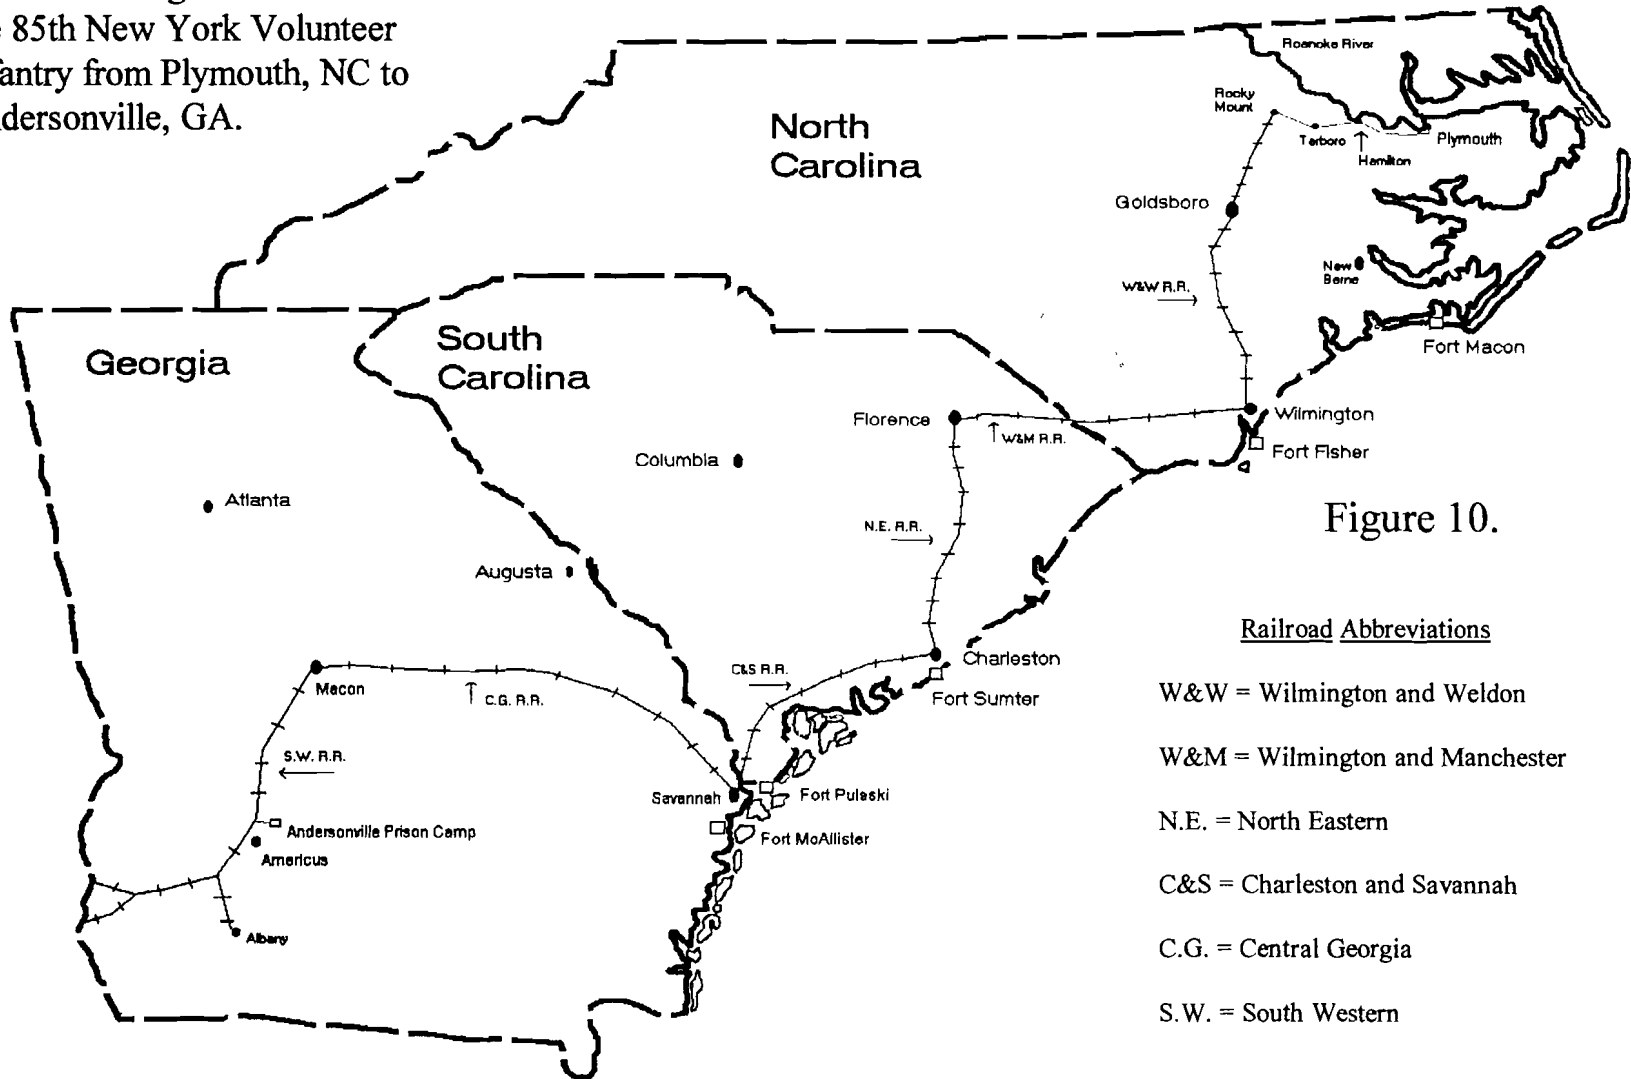 85th New York Volunteer
antry from Plymouth, NC to
dersonville, GA.
Roanoke River
Rocky
Mount
North
Carolina
Tarboro
Hamilton
Plymouth
Goldsboro
New
Berne
W&W R.R.
Georgia
South
Carolina
Fort Macon
Florence
W&M R.R.
Wilmington
Fort Fisher
Columbia
Atlanta
Figure 10.
N.E. R.R.
Augusta
Railroad Abbreviations
Charleston
C&S R.R.
Macon
C.G. R.R.
Fort Sumter
W&W = Wilmington and Weldon
S.W. R.R.
W&M = Wilmington and Manchester
Savannah
Fort Pulaski
N.E. = North Eastern
Andersonville Prison Camp
Americus
Fort McAllister
C&S = Charleston and Savannah
Albany
C.G. = Central Georgia
S.W. = South Western